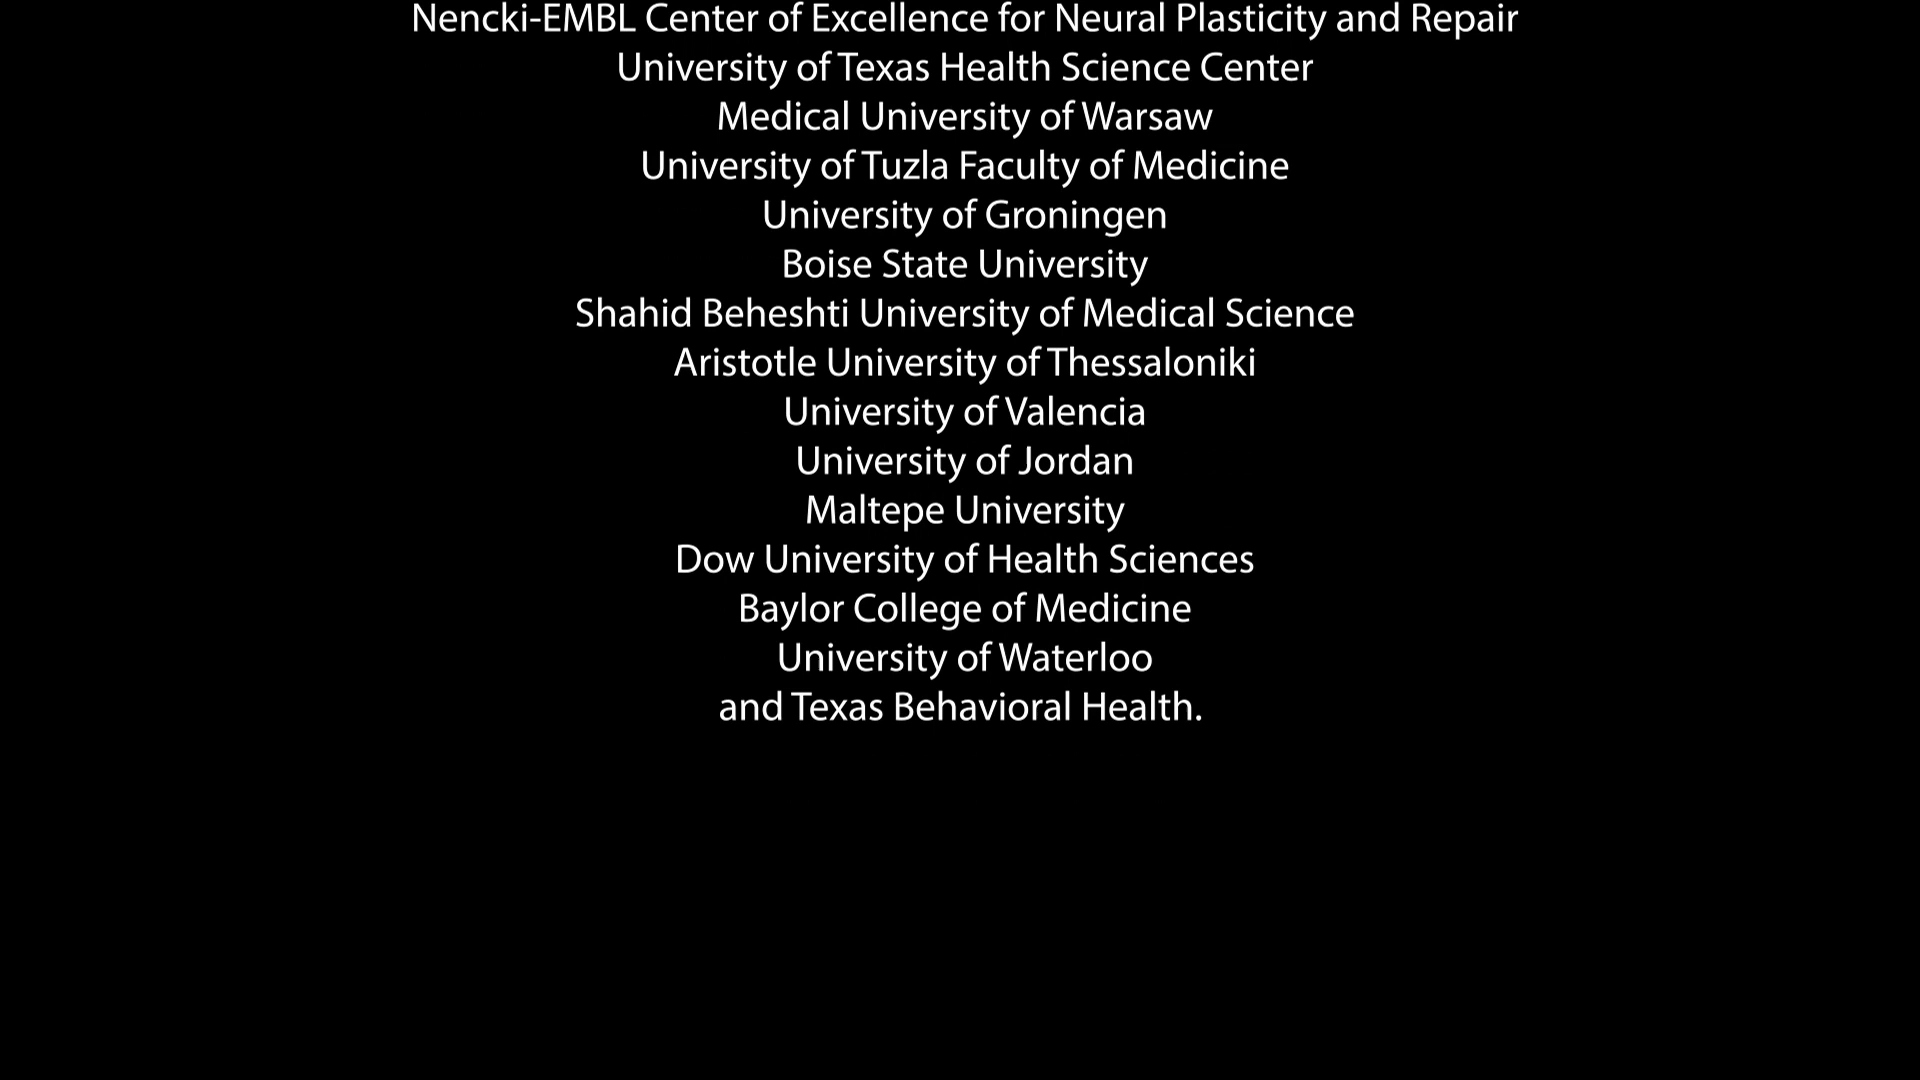 Nencki-EMBL Center of Excellence for Neural Plasticity and Repair
University of Texas Health Science Center
Medical University of Warsaw
University of Tuzla Faculty of Medicine
University of Groningen
Boise State University
Shahid Beheshti University of Medical Science
Aristotle University of Thessaloniki
University of Valencia
University of Jordan
Maltepe University
Dow University of Health Sciences
Baylor College of Medicine
University of Waterloo
and Texas Behavioral Health.